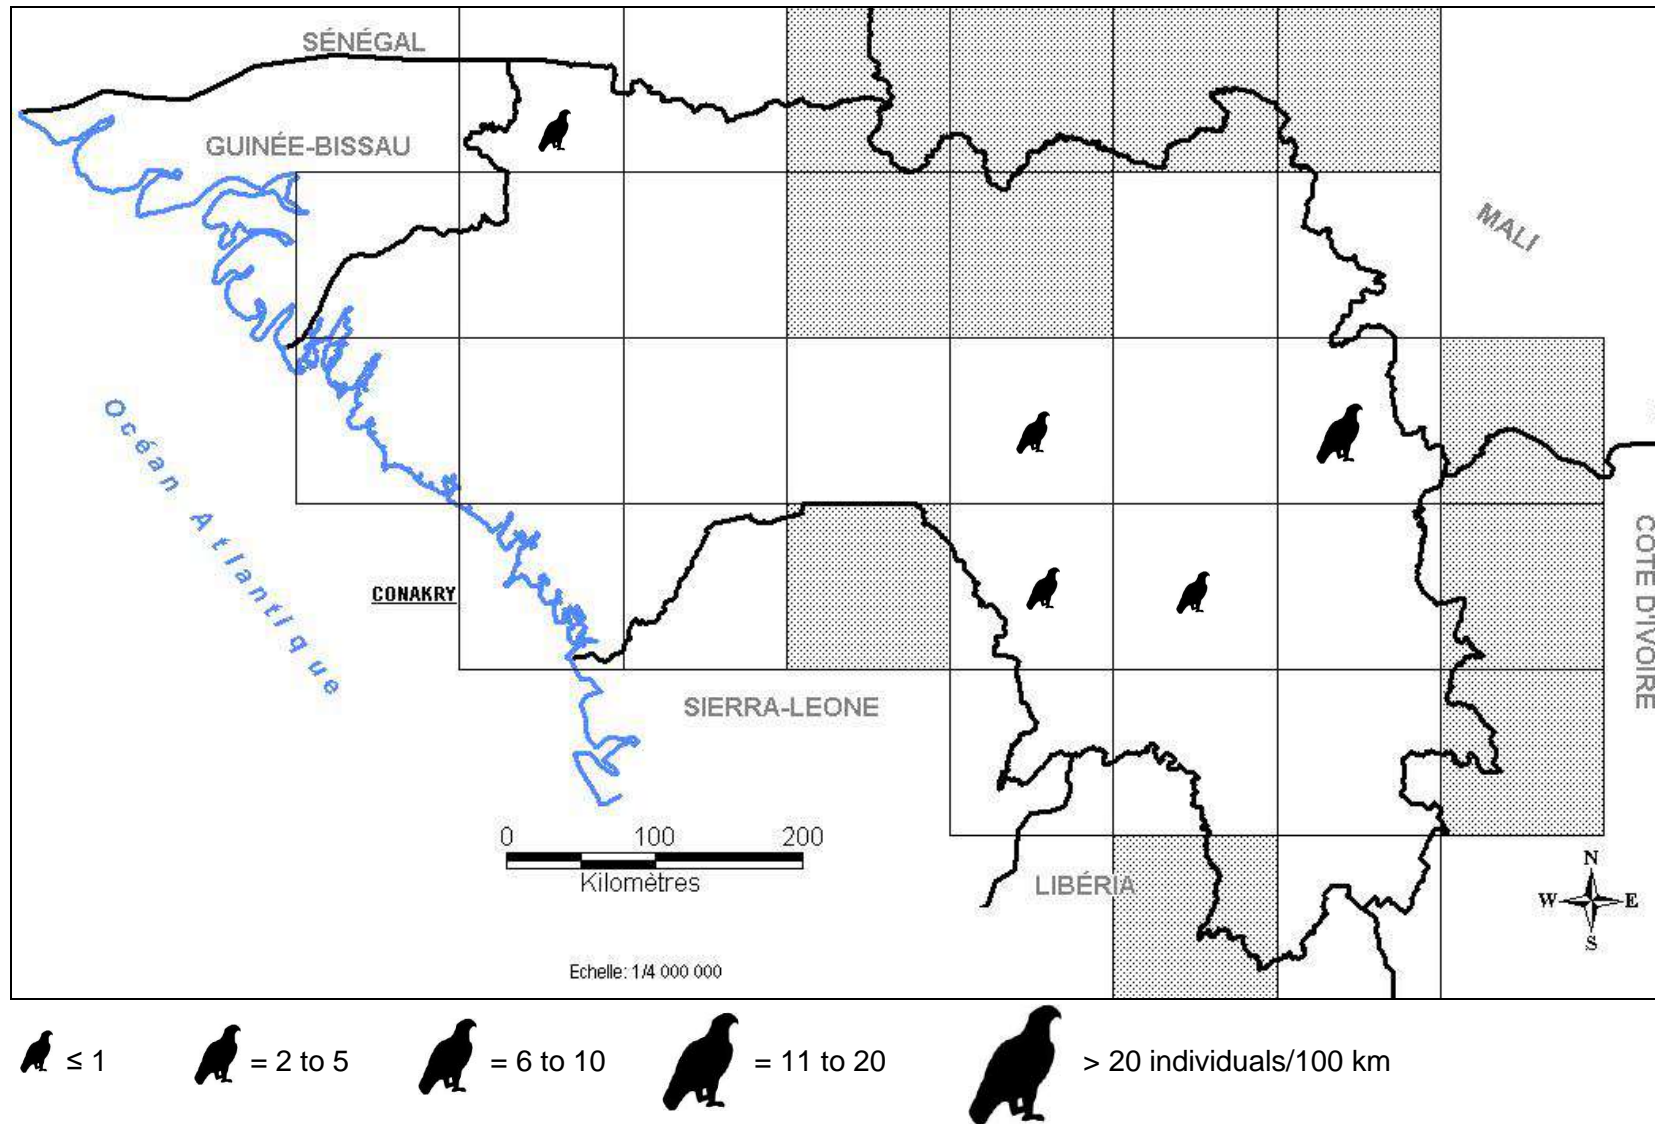 SÉNÉGAL
GUINÉE-BISSAU
MALI
Océan Atlantique
CONAKRY
COTE D'IVOIRE
SIERRA-LEONE
0 100 200
Kilomètres
LIBÉRIA
N
W E
S
Echelle: 1/4 000 000
≤ 1 = 2 to 5 = 6 to 10 = 11 to 20 > 20 individuals/100 km